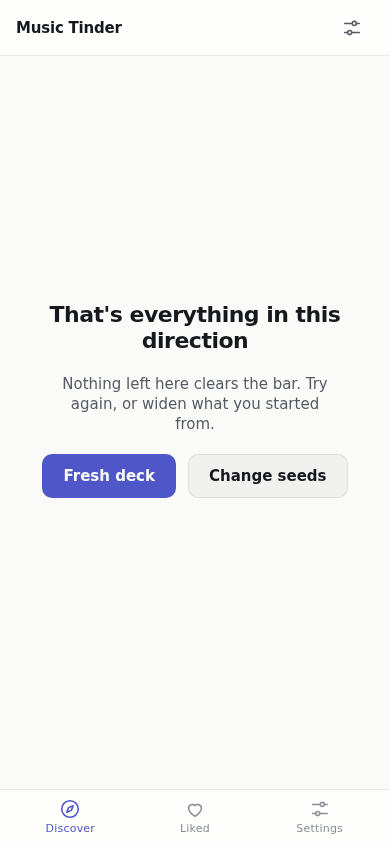 Music Tinder
That's everything in this
direction
Nothing left here clears the bar. Try
again, or widen what you started
from.
Fresh deck
Change seeds
Discover
Liked
Settings